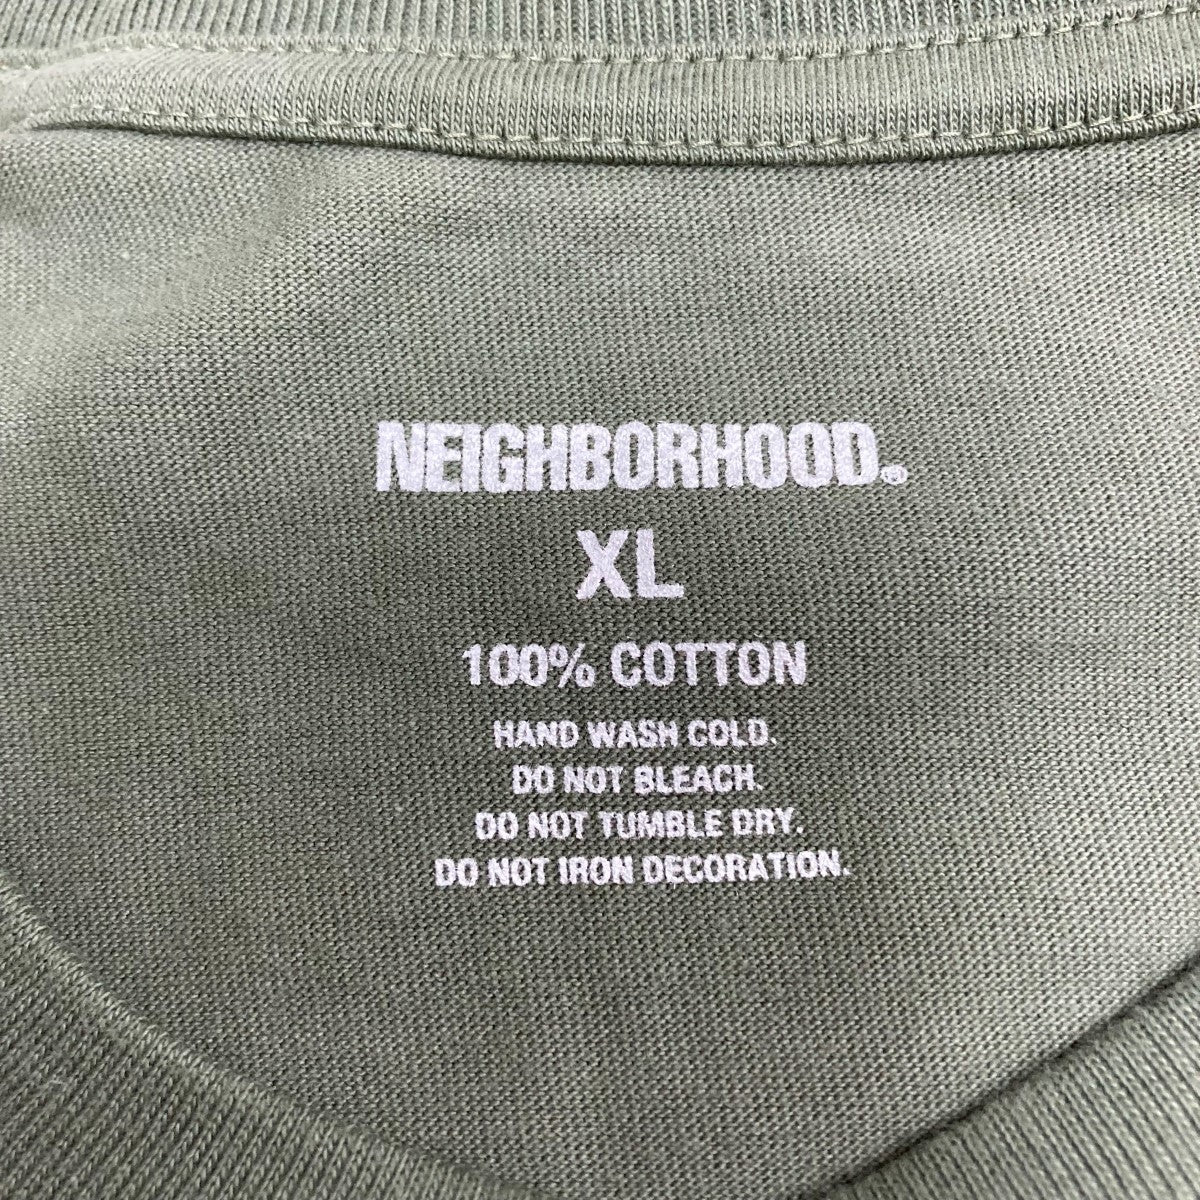 NEIGHBORHOOD®
XL
100% COTTON
HAND WASH COLD.
DO NOT BLEACH.
DO NOT TUMBLE DRY.
DO NOT IRON DECORATION.